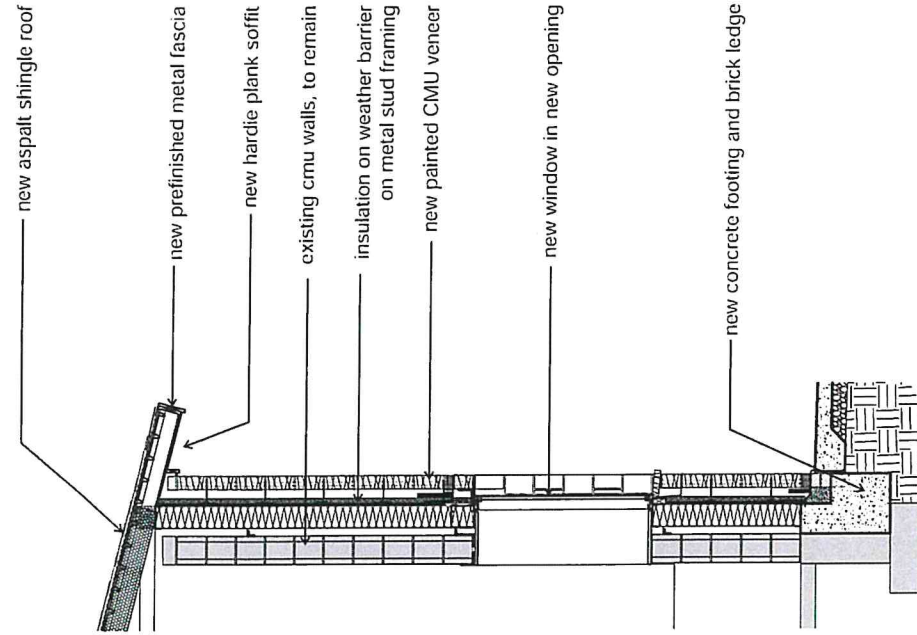 new aspalt shingle roof
new prefinished metal fascia
new hardie plank soffit
existing cmu walls, to remain
insulation on weather barrier
on metal stud framing
new painted CMU veneer
new window in new opening
new concrete footing and brick ledge